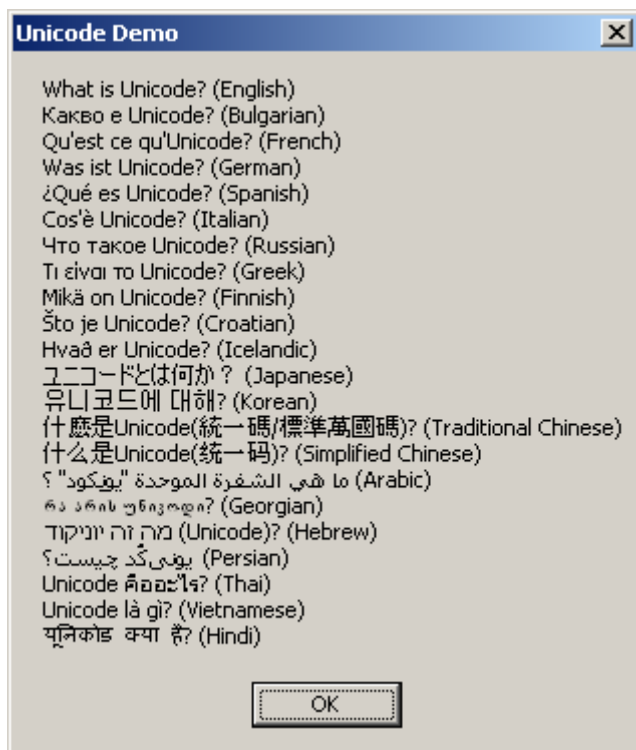 Unicode Demo
What is Unicode? (English)
Какво е Unicode? (Bulgarian)
Qu'est ce qu'Unicode? (French)
Was ist Unicode? (German)
¿Qué es Unicode? (Spanish)
Cos'è Unicode? (Italian)
Что такое Unicode? (Russian)
Τι είναι το Unicode? (Greek)
Mikä on Unicode? (Finnish)
Što je Unicode? (Croatian)
Hvað er Unicode? (Icelandic)
ユニコードとは何か？ (Japanese)
유니코드에 대해? (Korean)
什麽是Unicode(統一碼/標準萬國碼)? (Traditional Chinese)
什么是Unicode(统一码)? (Simplified Chinese)
ما هي الشفرة الموحدة "يونيكود" ؟ (Arabic)
რა არის უნიკოდი? (Georgian)
מה זה יוניקוד (Unicode)? (Hebrew)
يونی‌کُد چيست؟ (Persian)
Unicode คืออะไร? (Thai)
Unicode là gì? (Vietnamese)
यूनिकोड क्या है? (Hindi)
OK